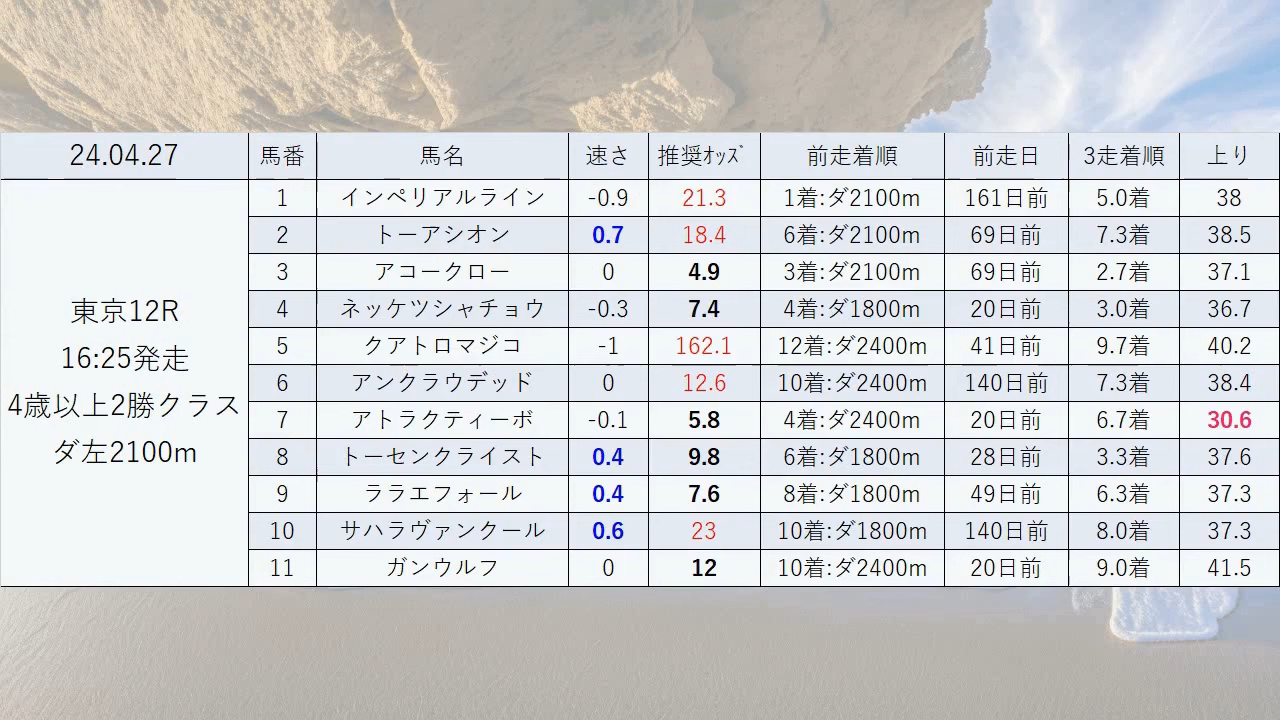 24.04.27 馬番 馬名 速さ 推奨ｵｯｽﾞ 前走着順 前走日 3走着順 上り
1 インペリアルライン -0.9 21.3 1着:ダ2100m 161日前 5.0着 38
2 トーアシオン 0.7 18.4 6着:ダ2100m 69日前 7.3着 38.5
3 アコークロー 0 4.9 3着:ダ2100m 69日前 2.7着 37.1
4 ネッケツシャチョウ -0.3 7.4 4着:ダ1800m 20日前 3.0着 36.7
5 クアトロマジコ -1 162.1 12着:ダ2400m 41日前 9.7着 40.2
6 アンクラウデッド 0 12.6 10着:ダ2400m 140日前 7.3着 38.4
7 アトラクティーボ -0.1 5.8 4着:ダ2400m 20日前 6.7着 30.6
8 トーセンクライスト 0.4 9.8 6着:ダ1800m 28日前 3.3着 37.6
9 ララエフォール 0.4 7.6 8着:ダ1800m 49日前 6.3着 37.3
10 サハラヴァンクール 0.6 23 10着:ダ1800m 140日前 8.0着 37.3
11 ガンウルフ 0 12 10着:ダ2400m 20日前 9.0着 41.5
東京12R
16:25発走
4歳以上2勝クラス
ダ左2100m